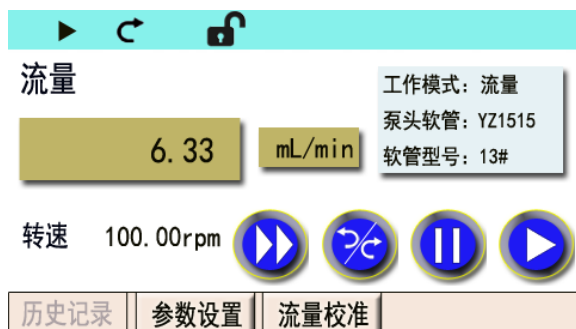 流量
工作模式：流量
泵头软管：YZ1515
软管型号：13#
6.33
mL/min
转速
100.00rpm
历史记录
参数设置
流量校准